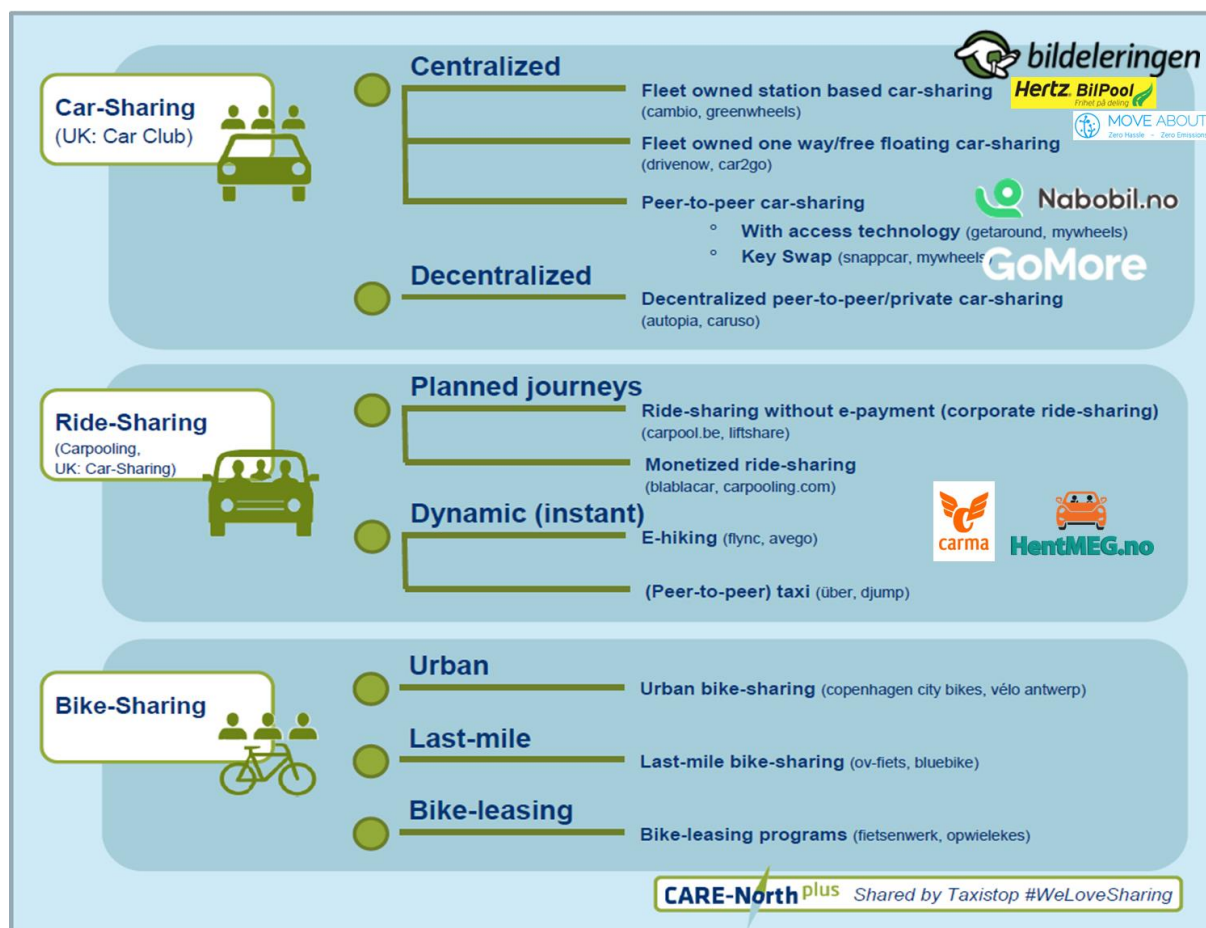 Car-Sharing
(UK: Car Club)
Centralized
Fleet owned station based car-sharing
(cambio, greenwheels)
Fleet owned one way/free floating car-sharing
(drivenow, car2go)
Peer-to-peer car-sharing
° With access technology (getaround, mywheels)
° Key Swap (snappcar, mywheels)
Decentralized
Decentralized peer-to-peer/private car-sharing
(autopia, caruso)
bildeleringen
Hertz BilPool
Frihet på deling
MOVE ABOUT
Zero Hassle - Zero Emissions
Nabobil.no
GoMore
Ride-Sharing
(Carpooling,
UK: Car-Sharing)
Planned journeys
Ride-sharing without e-payment (corporate ride-sharing)
(carpool.be, liftshare)
Monetized ride-sharing
(blablacar, carpooling.com)
Dynamic (instant)
E-hiking (flync, avego)
(Peer-to-peer) taxi (über, djump)
carma
HentMEG.no
Bike-Sharing
Urban
Urban bike-sharing (copenhagen city bikes, vélo antwerp)
Last-mile
Last-mile bike-sharing (ov-fiets, bluebike)
Bike-leasing
Bike-leasing programs (fietsenwerk, opwielekes)
CARE-North plus Shared by Taxistop #WeLoveSharing